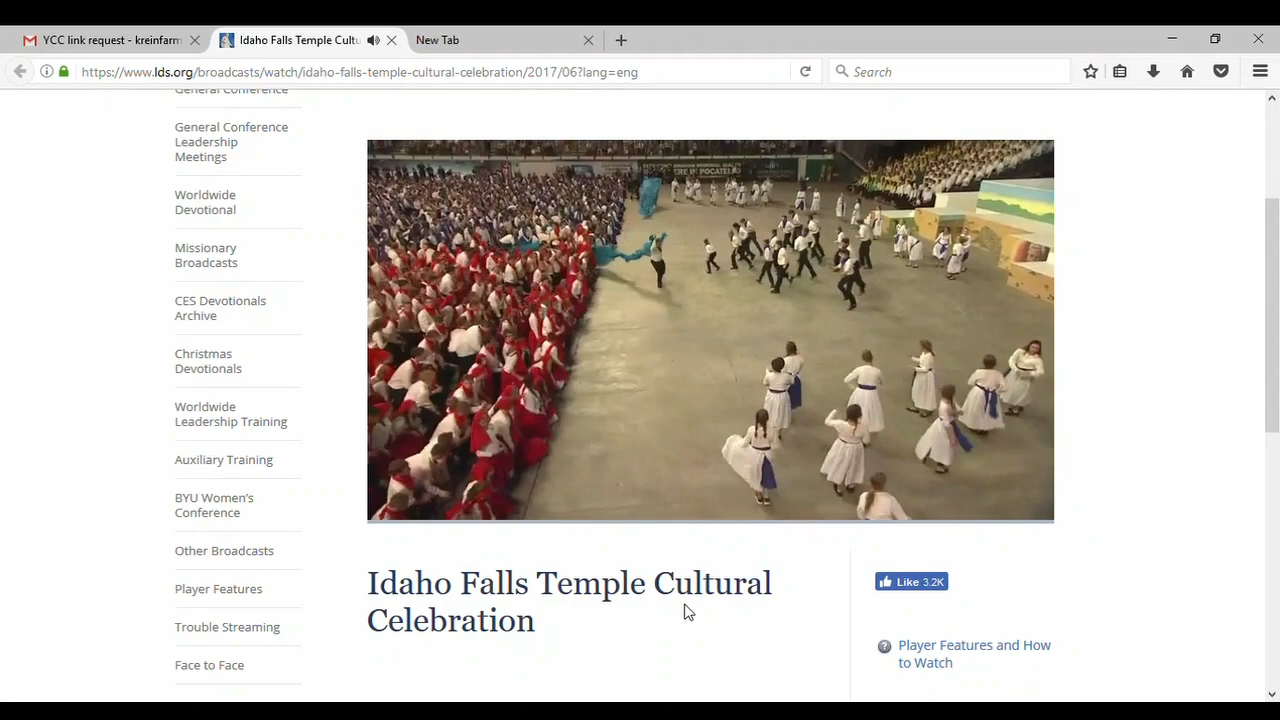 YCC link request - kreinfarm
Idaho Falls Temple Cultu
New Tab
https://www.lds.org/broadcasts/watch/idaho-falls-temple-cultural-celebration/2017/06?lang=eng
Search
General Conference
General Conference
Leadership
Meetings
Worldwide
Devotional
Missionary
Broadcasts
CES Devotionals
Archive
Christmas
Devotionals
Worldwide
Leadership Training
Auxiliary Training
BYU Women's
Conference
Other Broadcasts
Player Features
Trouble Streaming
Face to Face
ERE IN POCATELLO
Idaho Falls Temple Cultural
Celebration
Like 3.2K
Player Features and How
to Watch